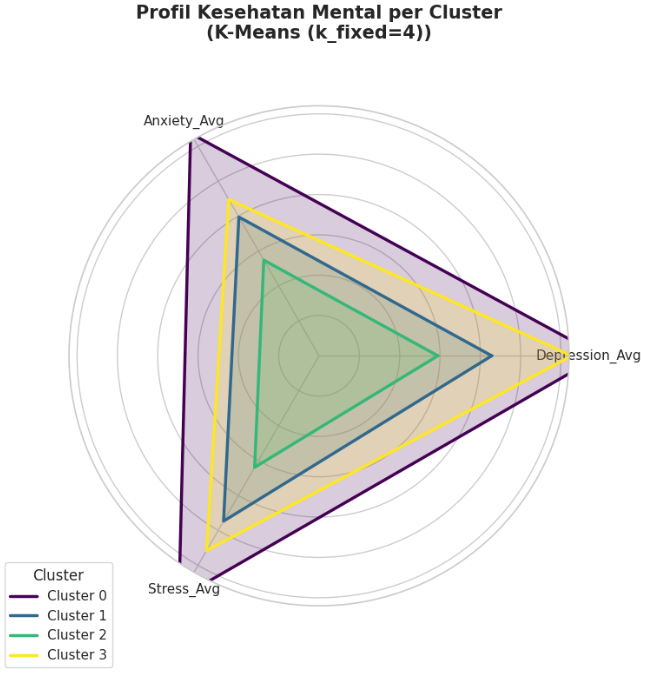 Profil Kesehatan Mental per Cluster
(K-Means (k_fixed=4))
Anxiety_Avg
Depression_Avg
Stress_Avg
Cluster
Cluster 0
Cluster 1
Cluster 2
Cluster 3